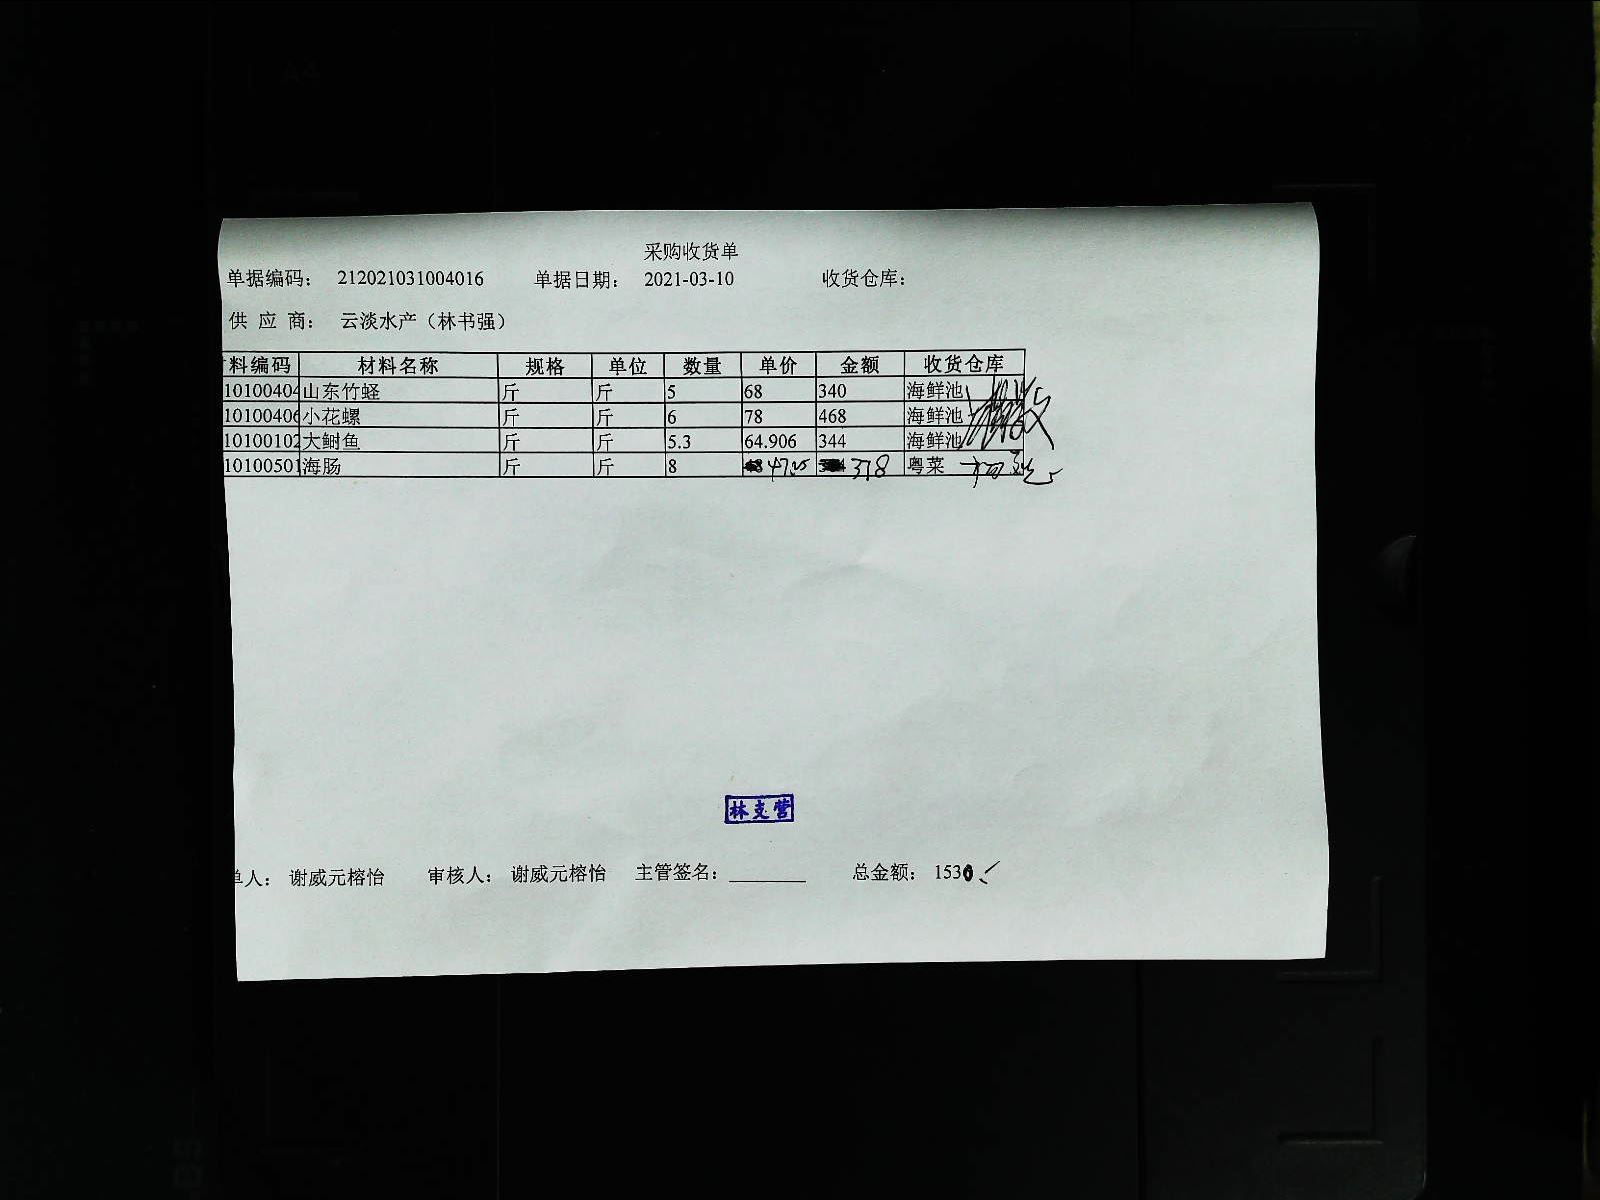 采购收货单
单据编码： 212021031004016 单据日期： 2021-03-10 收货仓库：
供 应 商： 云淡水产（林书强）
料编码 材料名称 规格 单位 数量 单价 金额 收货仓库
10100404 山东竹蛏 斤 斤 5 68 340 海鲜池
10100406 小花螺 斤 斤 6 78 468 海鲜池
10100102 大鲋鱼 斤 斤 5.3 64.906 344 海鲜池
10100501 海肠 斤 斤 8 47.25 378 粤菜
林支营
单人： 谢威元榕怡 审核人： 谢威元榕怡 主管签名：________ 总金额： 1530